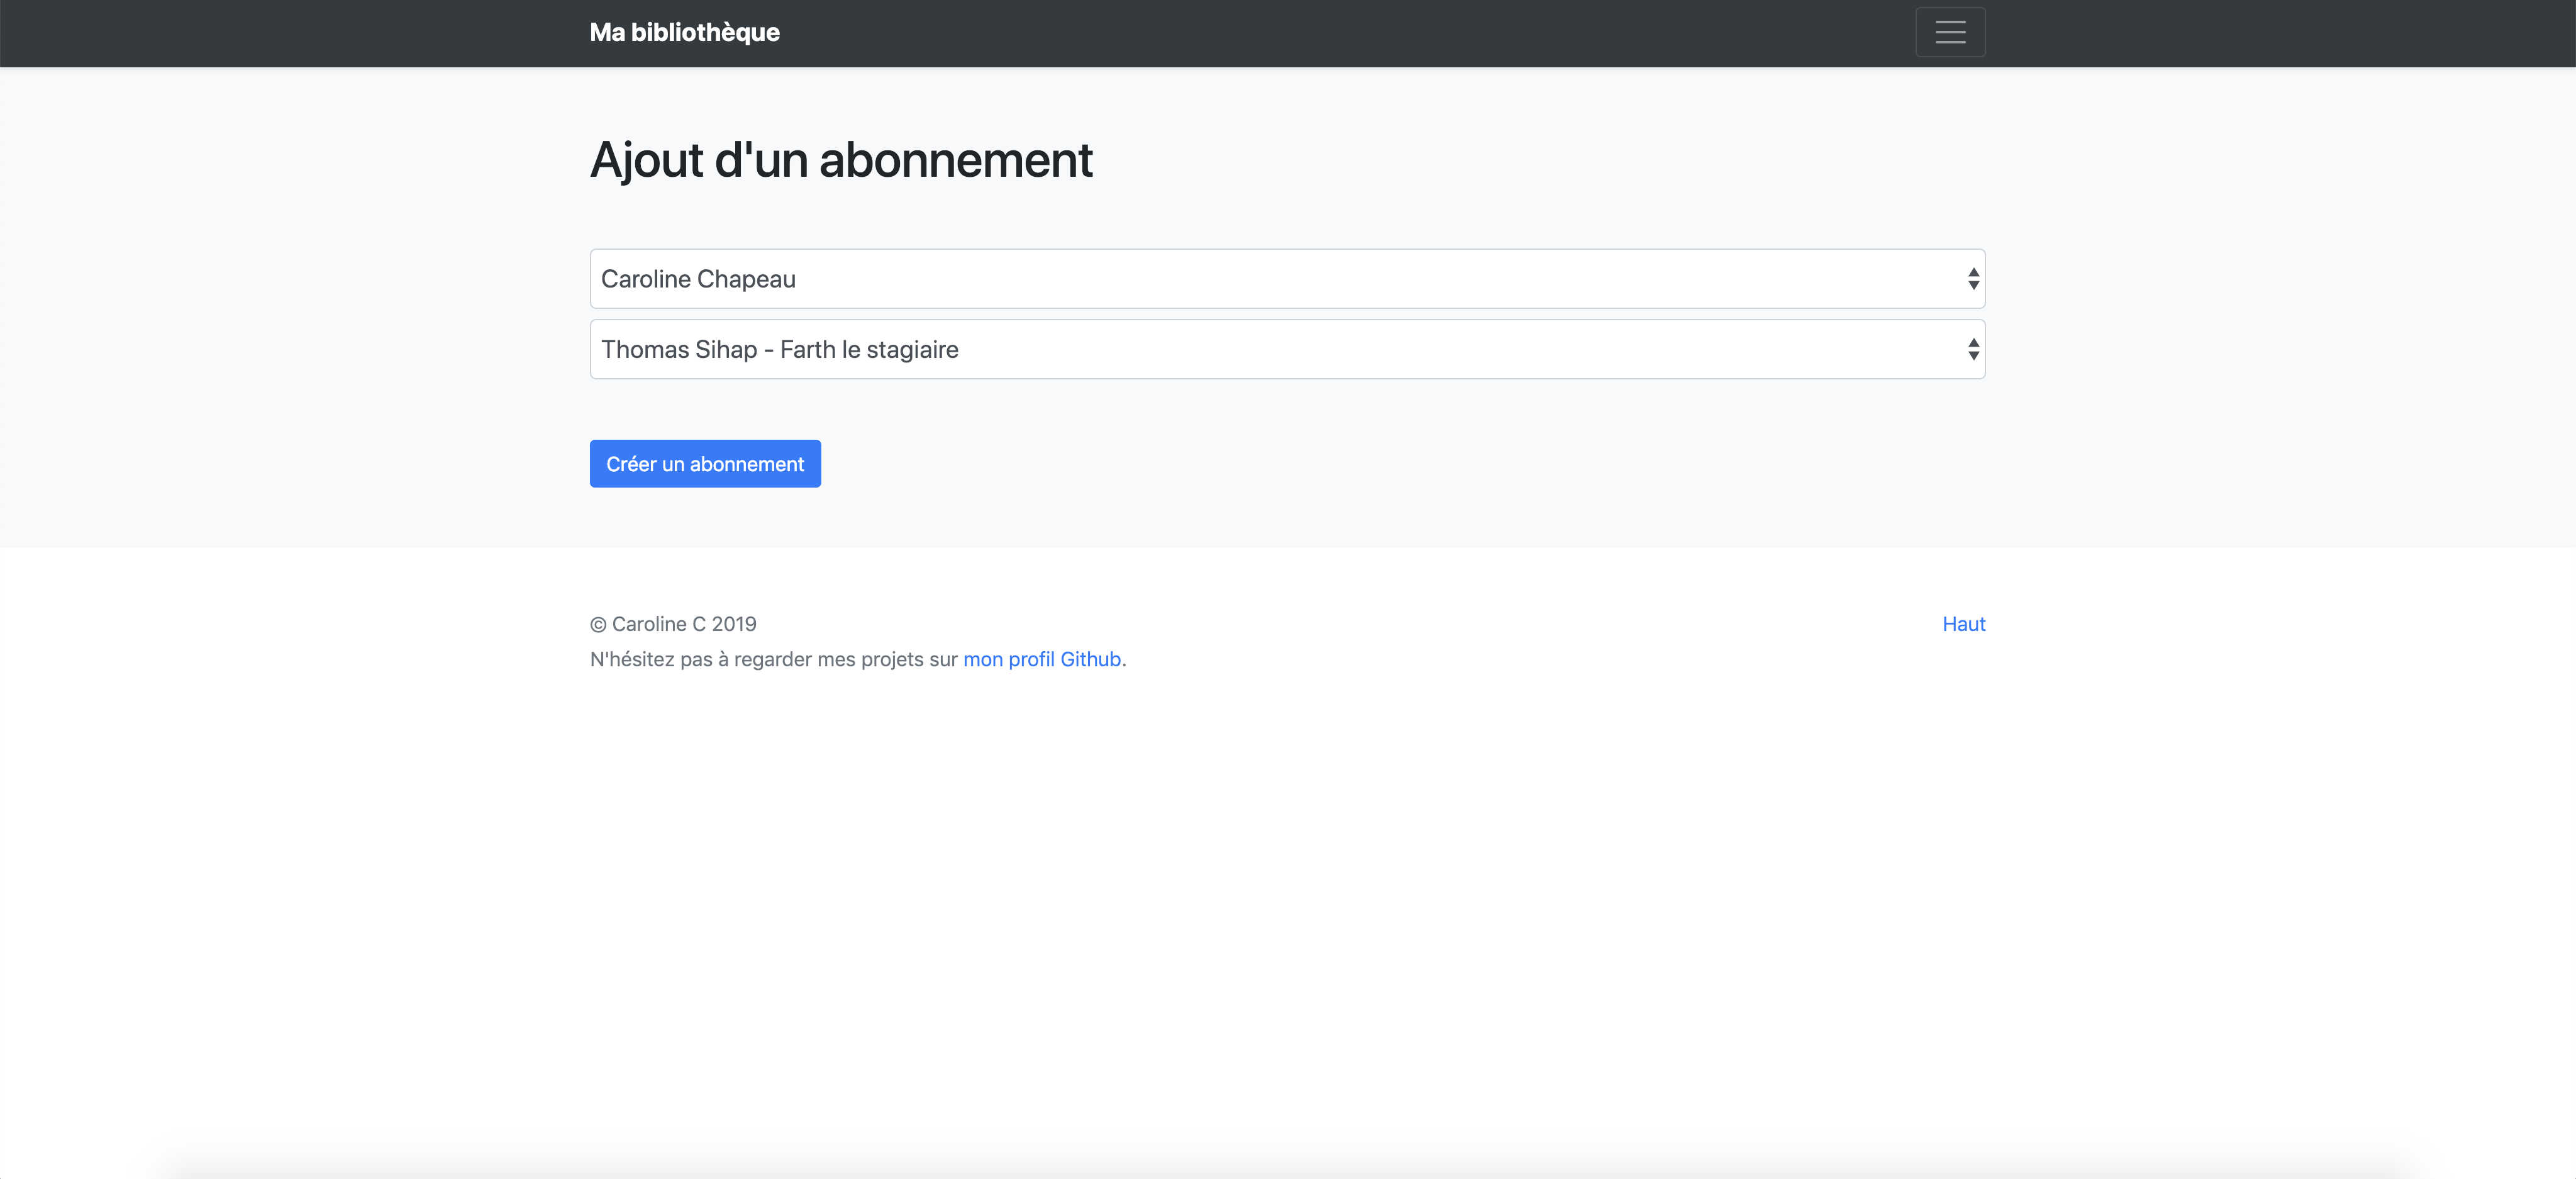 Ma bibliothèque
Ajout d'un abonnement
Caroline Chapeau
Thomas Sihap - Farth le stagiaire
Créer un abonnement
© Caroline C 2019
Haut
N'hésitez pas à regarder mes projets sur mon profil Github.